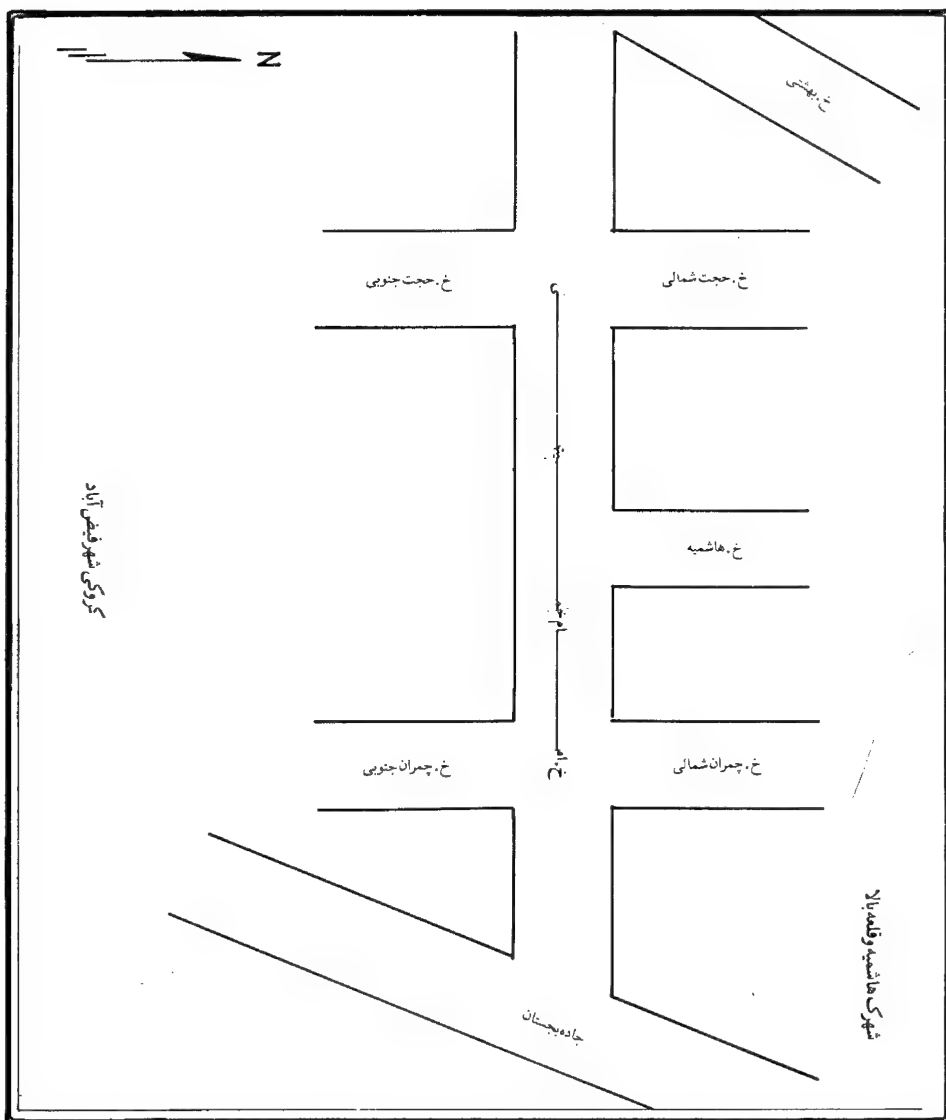 N
خ. بهشتی
خ. حجت شمالی
خ. حجت جنوبی
خ. هاشمیه
خ. چمران شمالی
خ. چمران جنوبی
جاده بجستان
شهرک هاشمیه و قلعه بالا
کروکی شهر فیض آباد